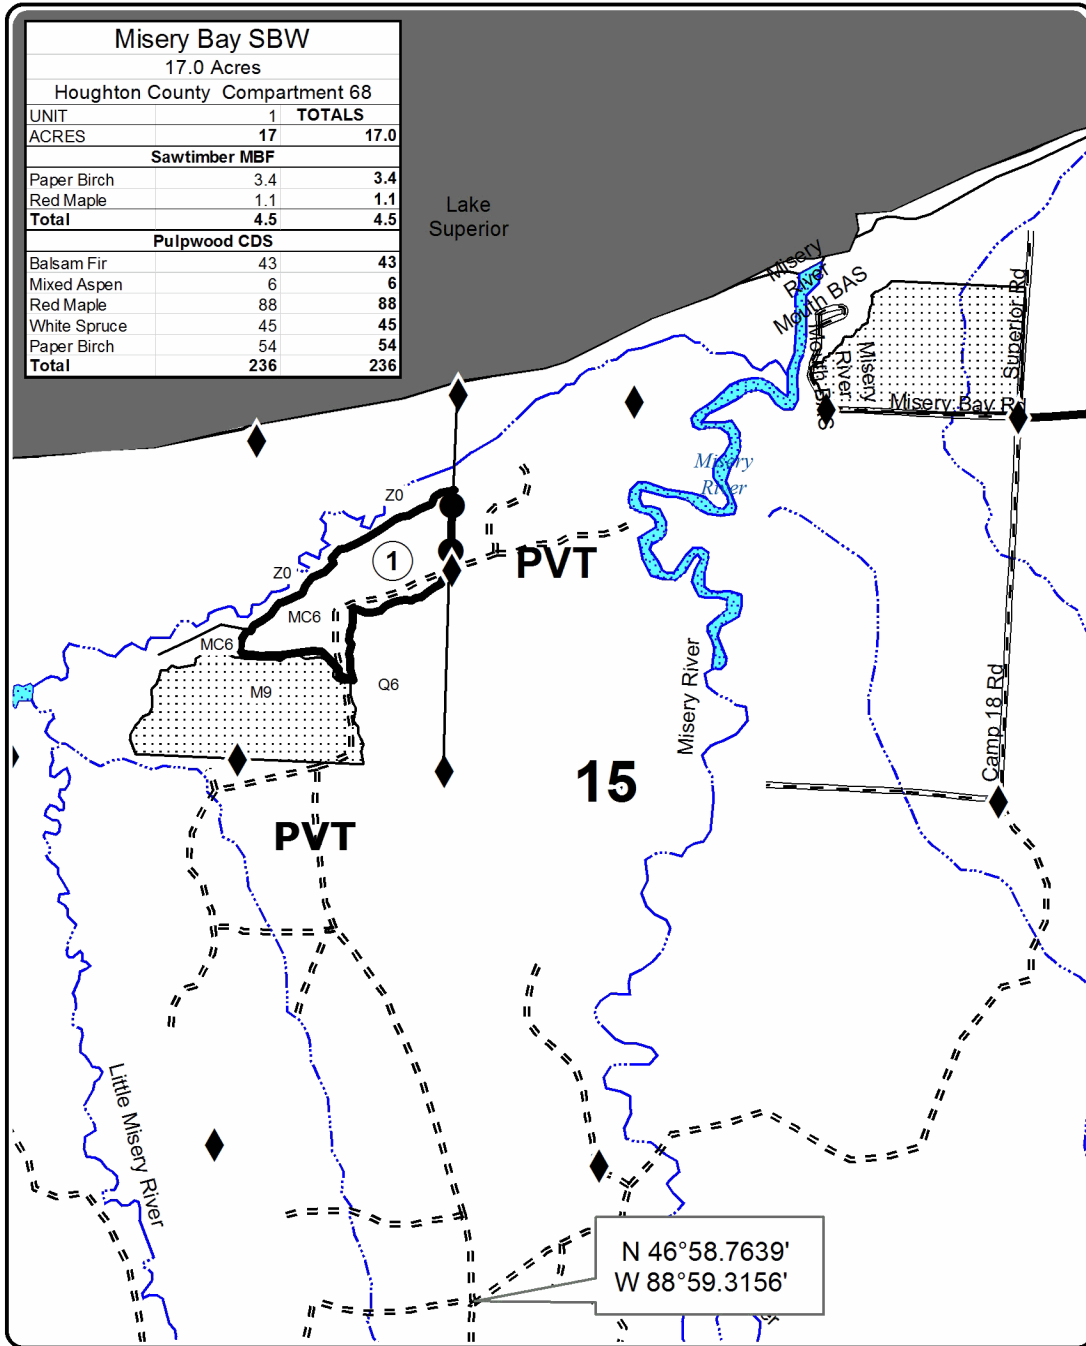 Misery Bay SBW
17.0 Acres
Houghton County Compartment 68
UNIT 1 TOTALS
ACRES 17 17.0
Sawtimber MBF
Paper Birch 3.4 3.4
Red Maple 1.1 1.1
Total 4.5 4.5
Pulpwood CDS
Balsam Fir 43 43
Mixed Aspen 6 6
Red Maple 88 88
White Spruce 45 45
Paper Birch 54 54
Total 236 236
Lake
Superior
Misery
River
Mouth BAS
Misery
River
Mouth BAS
Superior Rd
Misery Bay Rd
Misery
River
Z0
1
PVT
Z0
MC6
MC6
M9
Q6
Misery River
Camp 18 Rd
15
PVT
Little Misery River
N 46°58.7639'
W 88°59.3156'